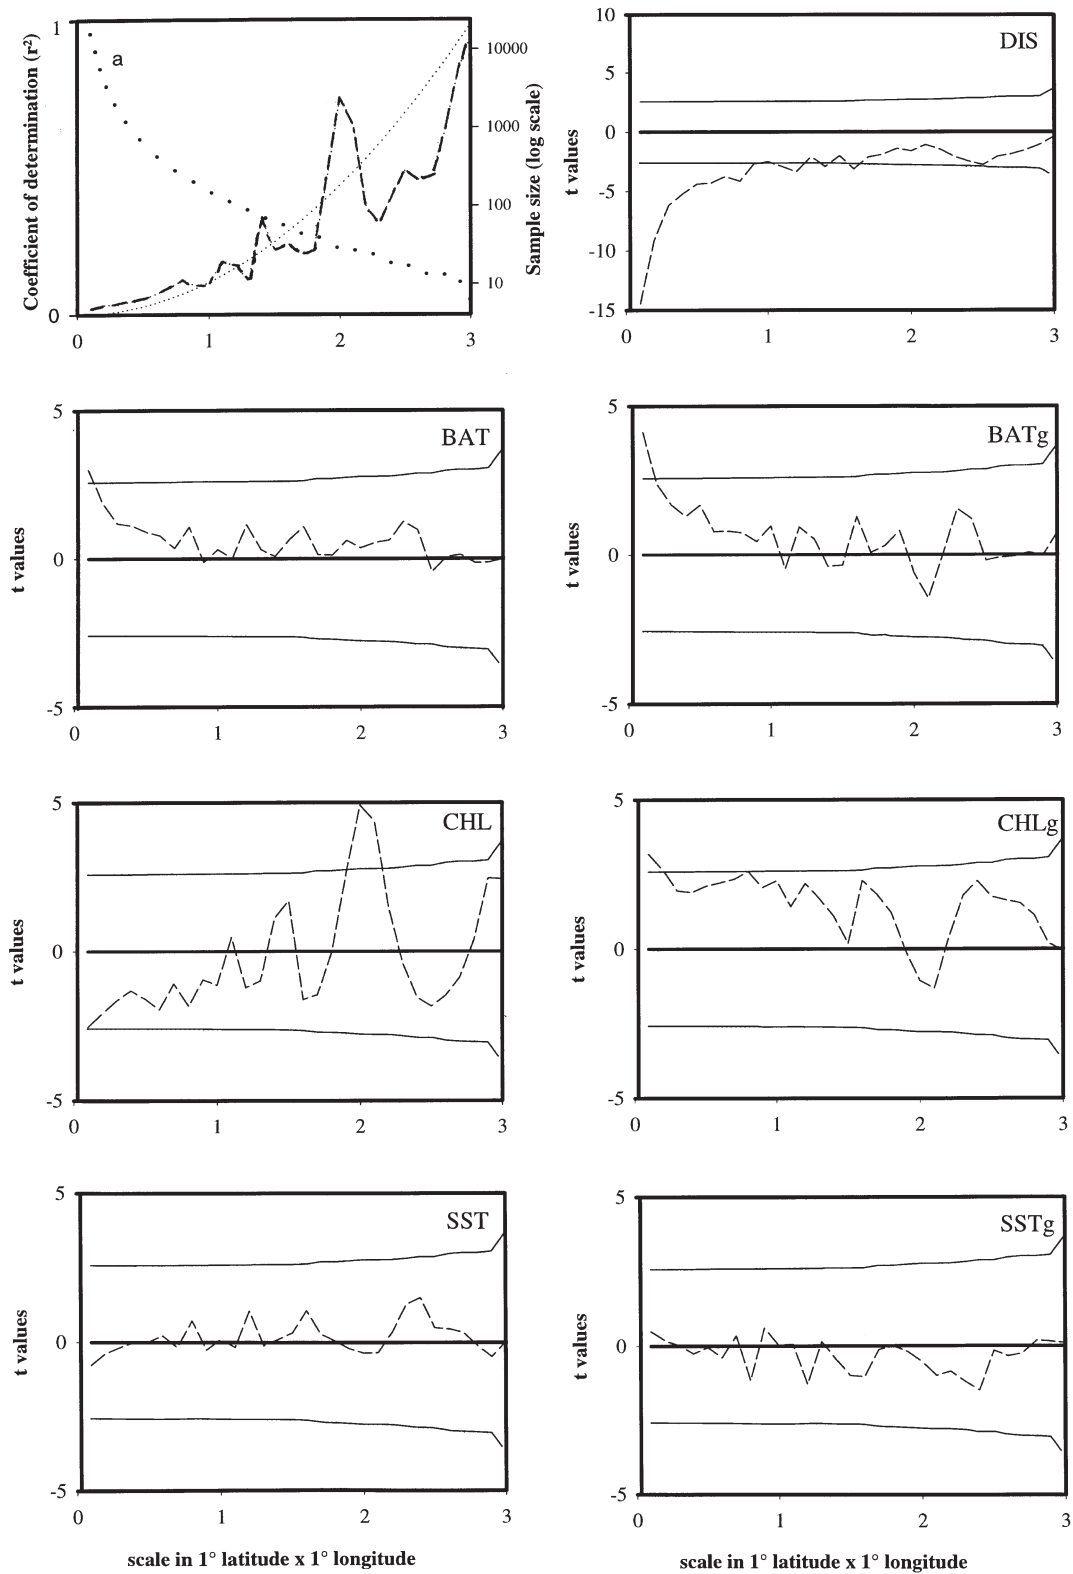 1
0
Coefficient of determination (r²)
a
10000
1000
100
10
Sample size (log scale)
0 1 2 3
10
5
0
-5
-10
-15
t values
DIS
0 1 2 3
5
0
-5
t values
BAT
0 1 2 3
5
0
-5
t values
BATg
0 1 2 3
5
0
-5
t values
CHL
0 1 2 3
5
0
-5
t values
CHLg
0 1 2 3
5
0
-5
t values
SST
0 1 2 3
scale in 1° latitude x 1° longitude
5
0
-5
t values
SSTg
0 1 2 3
scale in 1° latitude x 1° longitude